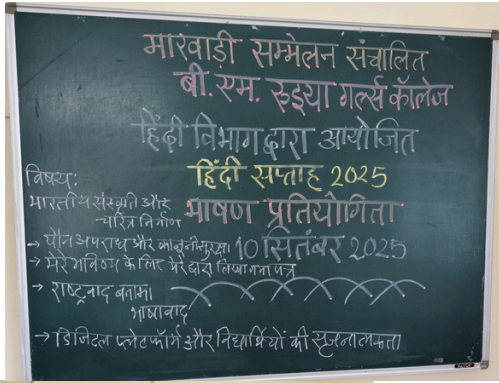 मारवाड़ी सम्मेलन संचालित
बी. एम. रुइया गर्ल्स कॉलेज
हिंदी विभाग द्वारा आयोजित
हिंदी सप्ताह 2025
भाषण प्रतियोगिता
10 सितंबर 2025
विषय:
भारतीय संस्कृति और
चरित्र निर्माण
→ अपराध और कानूनी सुरक्षा
→ मेरे भविष्य के लिए मेरे द्वारा लिखा गया पत्र
→ राष्ट्रवाद बनाम
भाषावाद
→ डिजिटल प्लेटफॉर्म और विद्यार्थियों की सृजनात्मकता